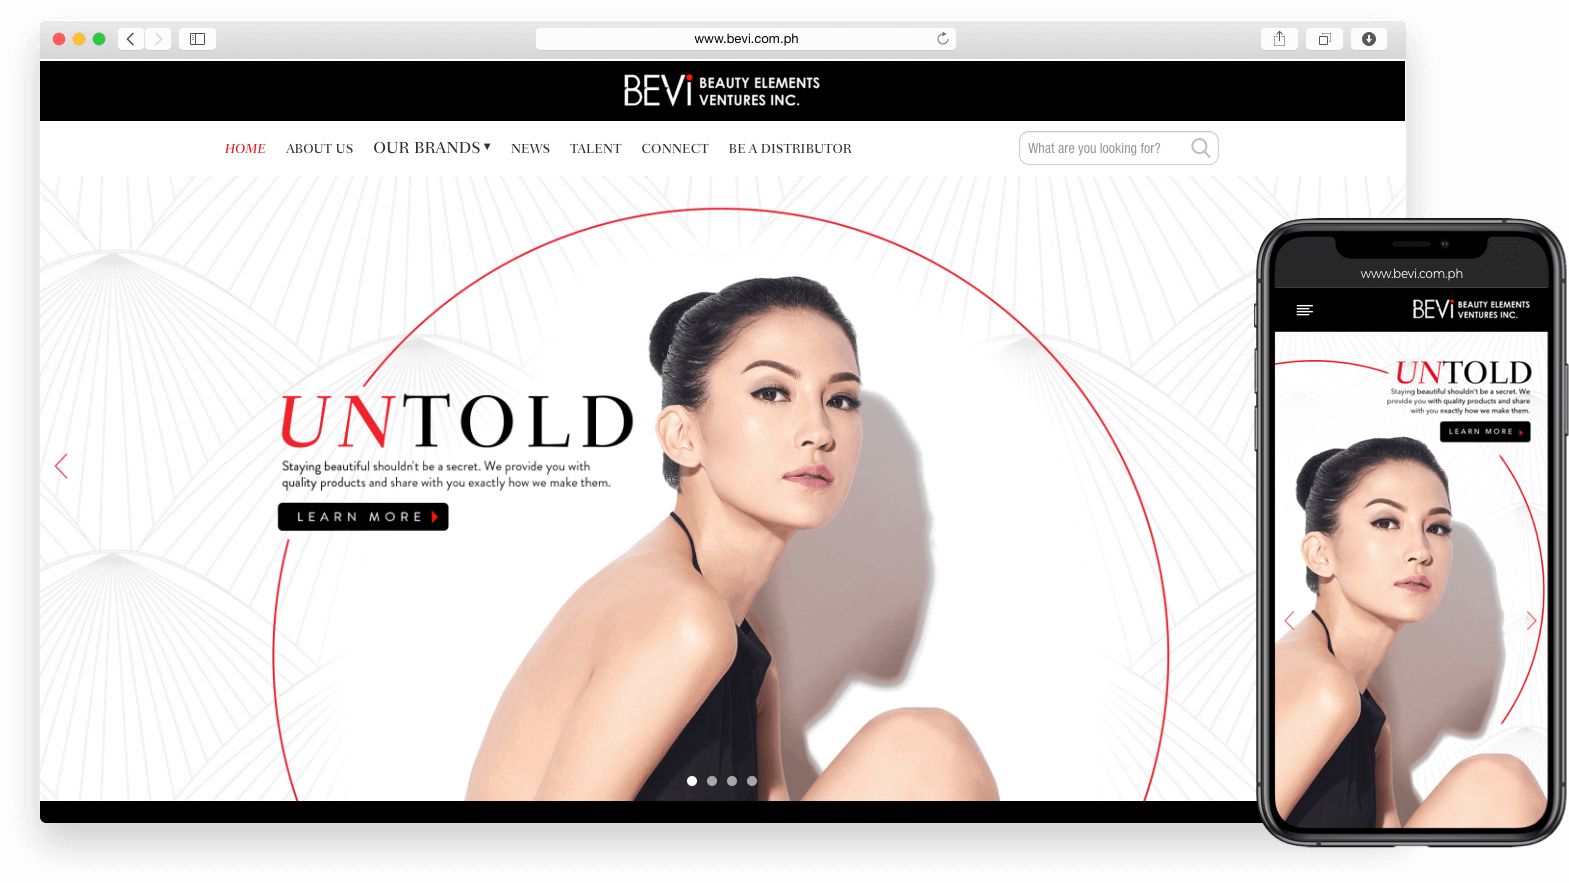 www.bevi.com.ph
BEVi BEAUTY ELEMENTS
VENTURES INC.
HOME ABOUT US OUR BRANDS ▾ NEWS TALENT CONNECT BE A DISTRIBUTOR What are you looking for?
UNTOLD
Staying beautiful shouldn't be a secret. We provide you with
quality products and share with you exactly how we make them.
LEARN MORE
www.bevi.com.ph
BEVi BEAUTY ELEMENTS
VENTURES INC.
UNTOLD
Staying beautiful shouldn't be a secret. We
provide you with quality products and share
with you exactly how we make them.
LEARN MORE